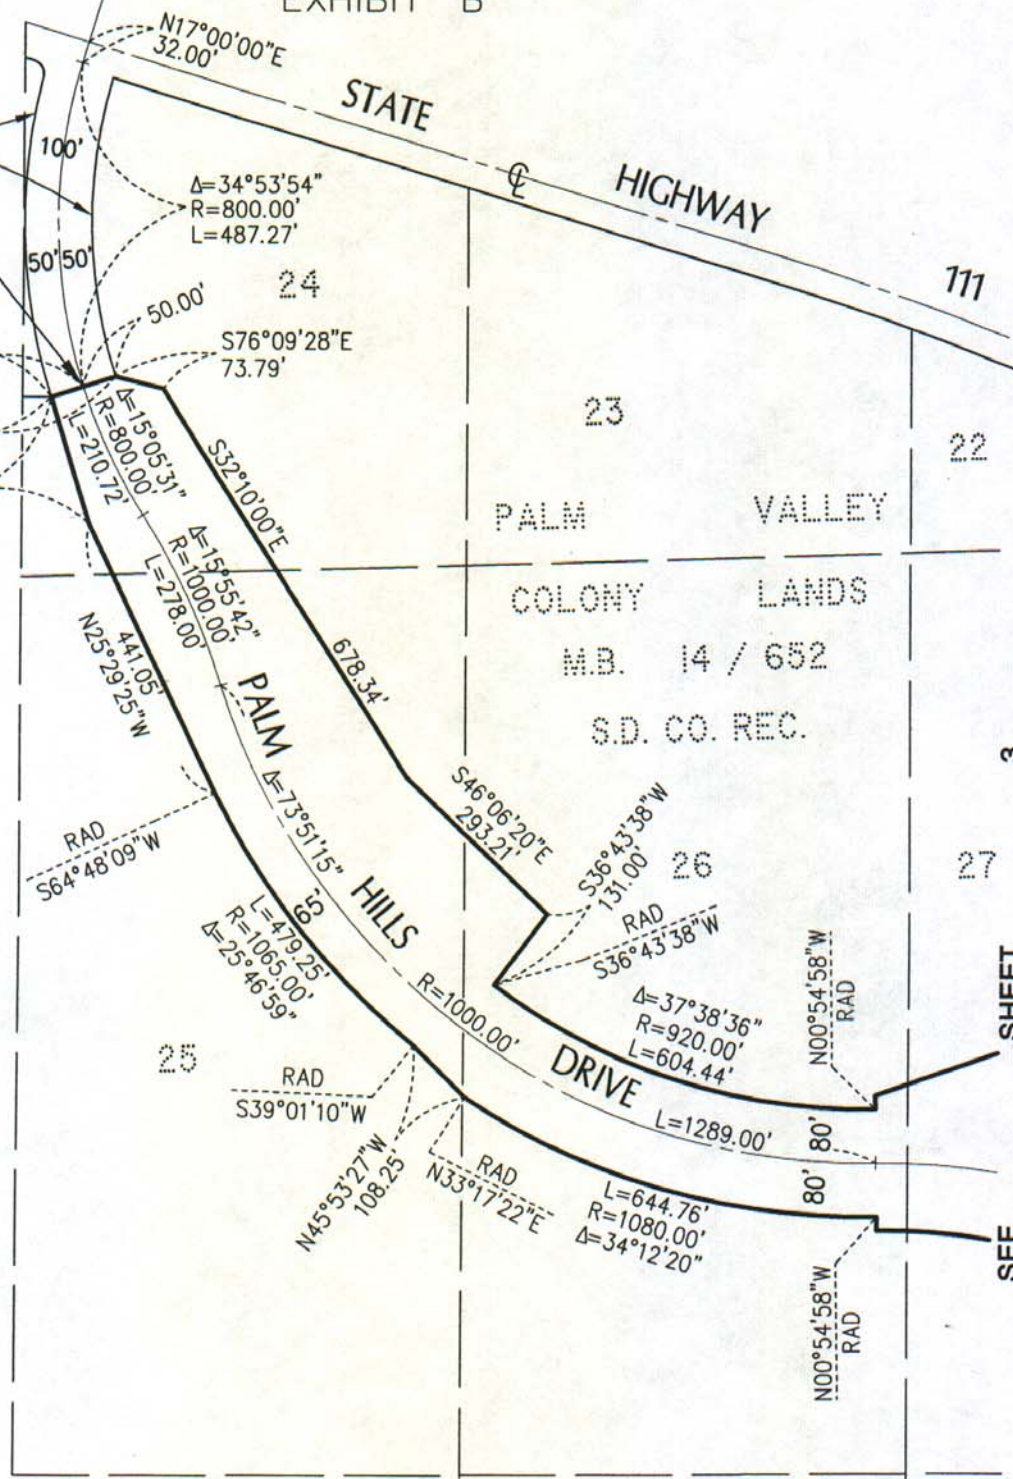 EXHIBIT "B"
N17°00'00"E
32.00'
STATE
℄
HIGHWAY
111
100'
Δ=34°53'54"
R=800.00'
L=487.27'
50' 50'
24
50.00'
S76°09'28"E
73.79'
23
22
Δ=15°05'31"
R=800.00'
L=210.72'
S32°10'00"E
678.34'
PALM VALLEY
COLONY LANDS
M.B. 14 / 652
S.D. CO. REC.
Δ=15°55'42"
R=1000.00'
L=278.00'
441.05'
N25°29'25"W
PALM
HILLS
DRIVE
Δ=73°51'15"
R=1000.00'
L=1289.00'
S46°06'20"E
293.21'
S36°43'38"W
131.00'
RAD
S36°43'38"W
26
27
3
RAD
S64°48'09"W
65'
L=479.25'
R=1065.00'
Δ=25°46'59"
Δ=37°38'36"
R=920.00'
L=604.44'
N00°54'58"W
RAD
SHEET
25
RAD
S39°01'10"W
80'
80'
N45°53'27"W
108.25'
RAD
N33°17'22"E
L=644.76'
R=1080.00'
Δ=34°12'20"
N00°54'58"W
RAD
SEE